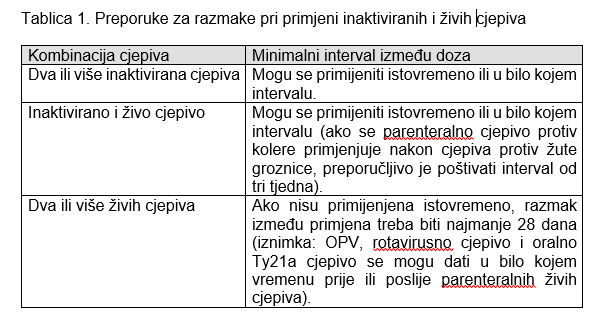 Tablica 1. Preporuke za razmake pri primjeni inaktiviranih i živih cjepiva
Kombinacija cjepiva
Minimalni interval između doza
Dva ili više inaktivirana cjepiva
Mogu se primijeniti istovremeno ili u bilo kojem
intervalu.
Inaktivirano i živo cjepivo
Mogu se primijeniti istovremeno ili u bilo kojem
intervalu (ako se parenteralno cjepivo protiv
kolere primjenjuje nakon cjepiva protiv žute
groznice, preporučljivo je poštivati interval od
tri tjedna).
Dva ili više živih cjepiva
Ako nisu primijenjena istovremeno, razmak
između primjena treba biti najmanje 28 dana
(iznimka: OPV, rotavirusno cjepivo i oralno
Ty21a cjepivo se mogu dati u bilo kojem
vremenu prije ili poslije parenteralnih živih
cjepiva).